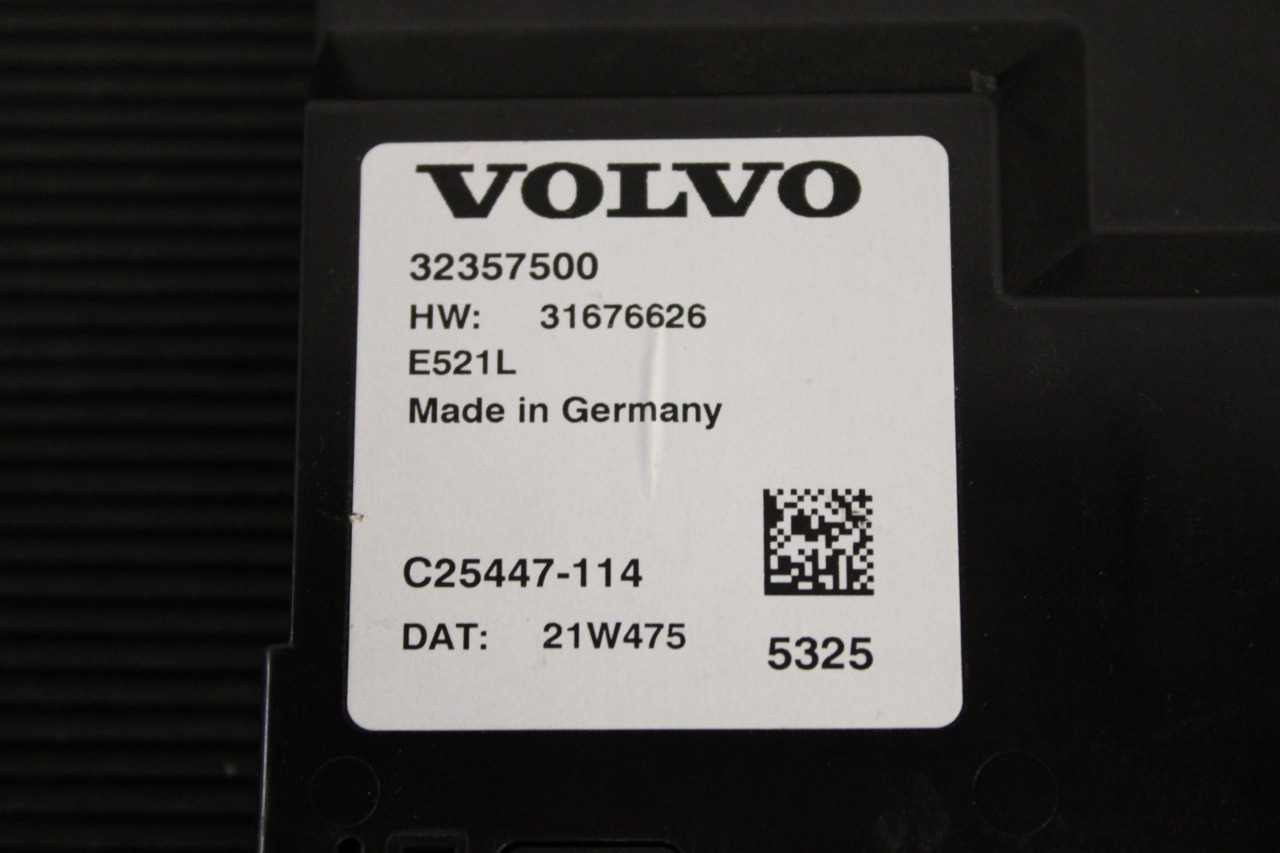 VOLVO
32357500
HW: 31676626
E521L
Made in Germany
C25447-114
DAT: 21W475
5325